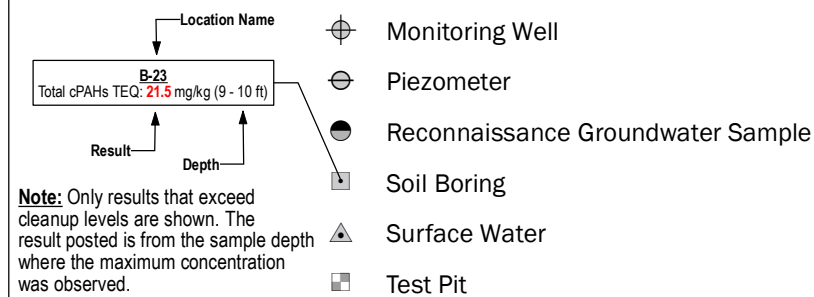 Location Name
B-23
Total cPAHs TEQ: 21.5 mg/kg (9 - 10 ft)
Result
Depth
Note: Only results that exceed
cleanup levels are shown. The
result posted is from the sample depth
where the maximum concentration
was observed.
Monitoring Well
Piezometer
Reconnaissance Groundwater Sample
Soil Boring
Surface Water
Test Pit